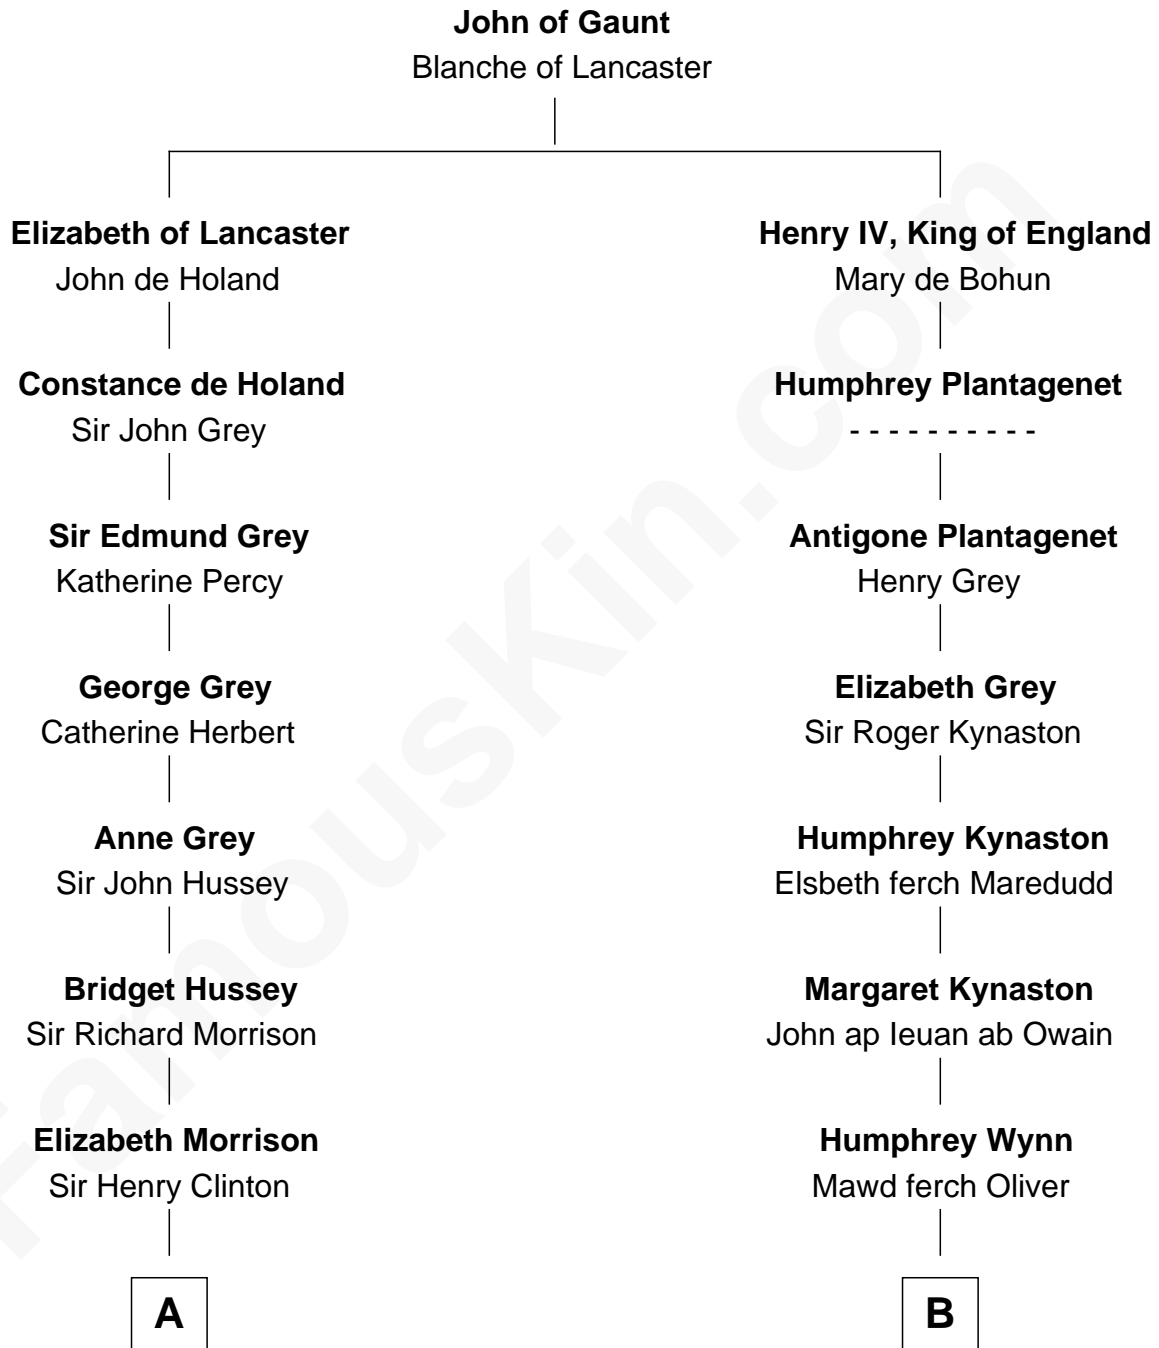 John of Gaunt
Blanche of Lancaster
Elizabeth of Lancaster
John de Holand
Henry IV, King of England
Mary de Bohun
Constance de Holand
Sir John Grey
Humphrey Plantagenet
- - - - - - - - - -
Sir Edmund Grey
Katherine Percy
Antigone Plantagenet
Henry Grey
George Grey
Catherine Herbert
Elizabeth Grey
Sir Roger Kynaston
Anne Grey
Sir John Hussey
Humphrey Kynaston
Elsbeth ferch Maredudd
Bridget Hussey
Sir Richard Morrison
Margaret Kynaston
John ap Ieuan ab Owain
Elizabeth Morrison
Sir Henry Clinton
Humphrey Wynn
Mawd ferch Oliver
A
B
FamousKin.com